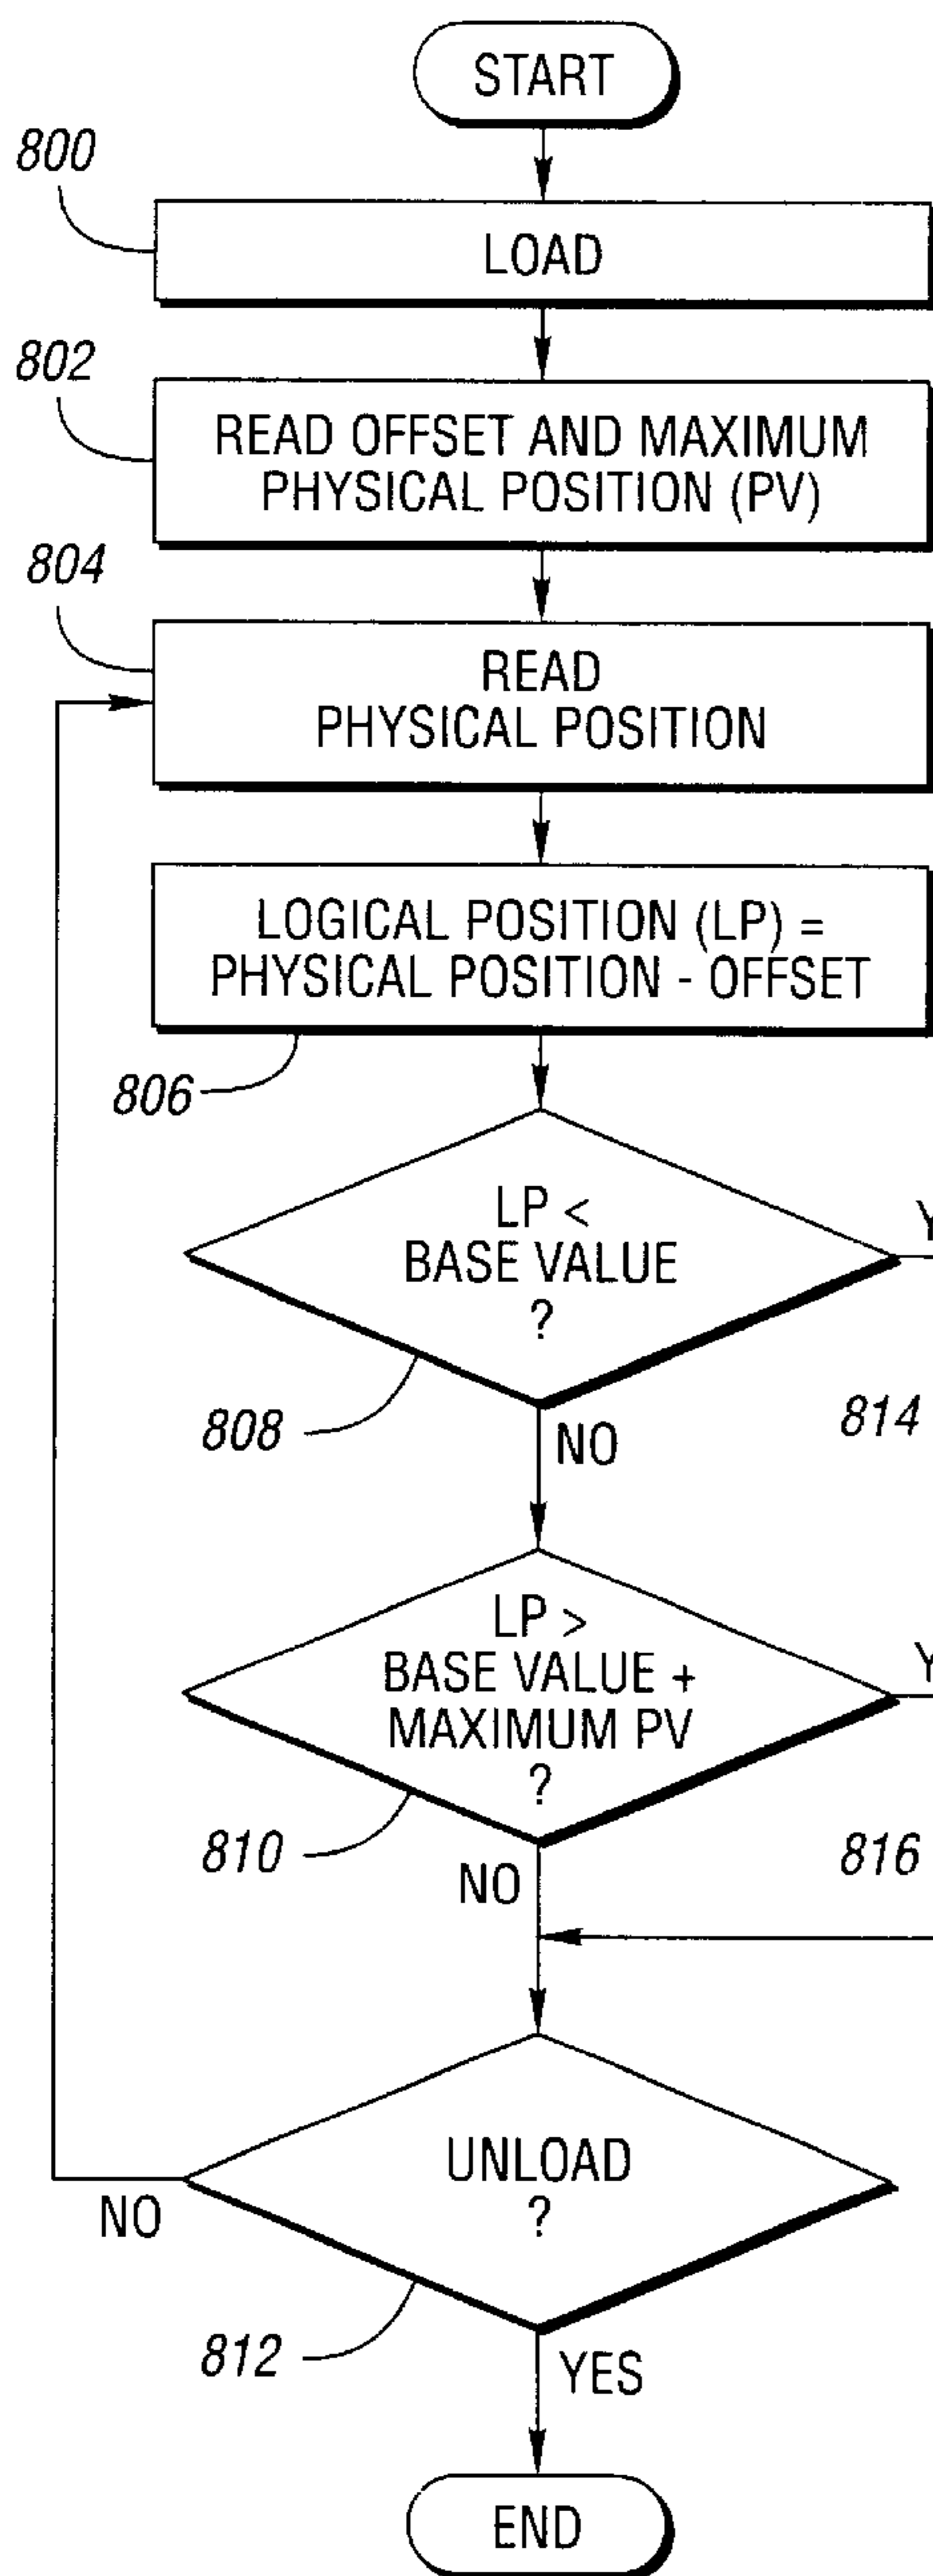 START
800
LOAD
802
READ OFFSET AND MAXIMUM
PHYSICAL POSITION (PV)
804
READ
PHYSICAL POSITION
LOGICAL POSITION (LP) =
PHYSICAL POSITION - OFFSET
806
LP <
BASE VALUE
?
808
NO
814
LP >
BASE VALUE +
MAXIMUM PV
?
810
NO
816
UNLOAD
?
NO
812
YES
END